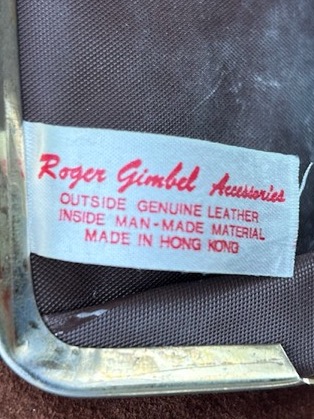 Roger Gimbel Accessories
OUTSIDE GENUINE LEATHER
INSIDE MAN-MADE MATERIAL
MADE IN HONG KONG